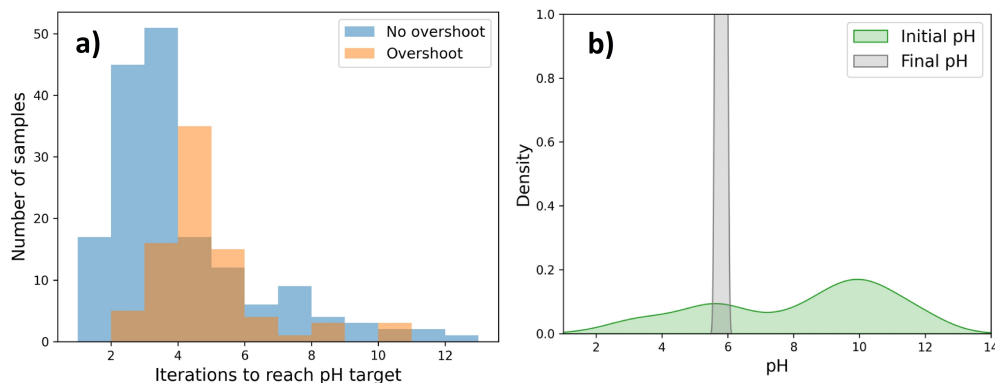 a)
No overshoot
Overshoot
50
40
30
20
10
0
Number of samples
2 4 6 8 10 12
Iterations to reach pH target
b)
Initial pH
Final pH
1.0
0.8
0.6
0.4
0.2
0.0
Density
2 4 6 8 10 12 14
pH